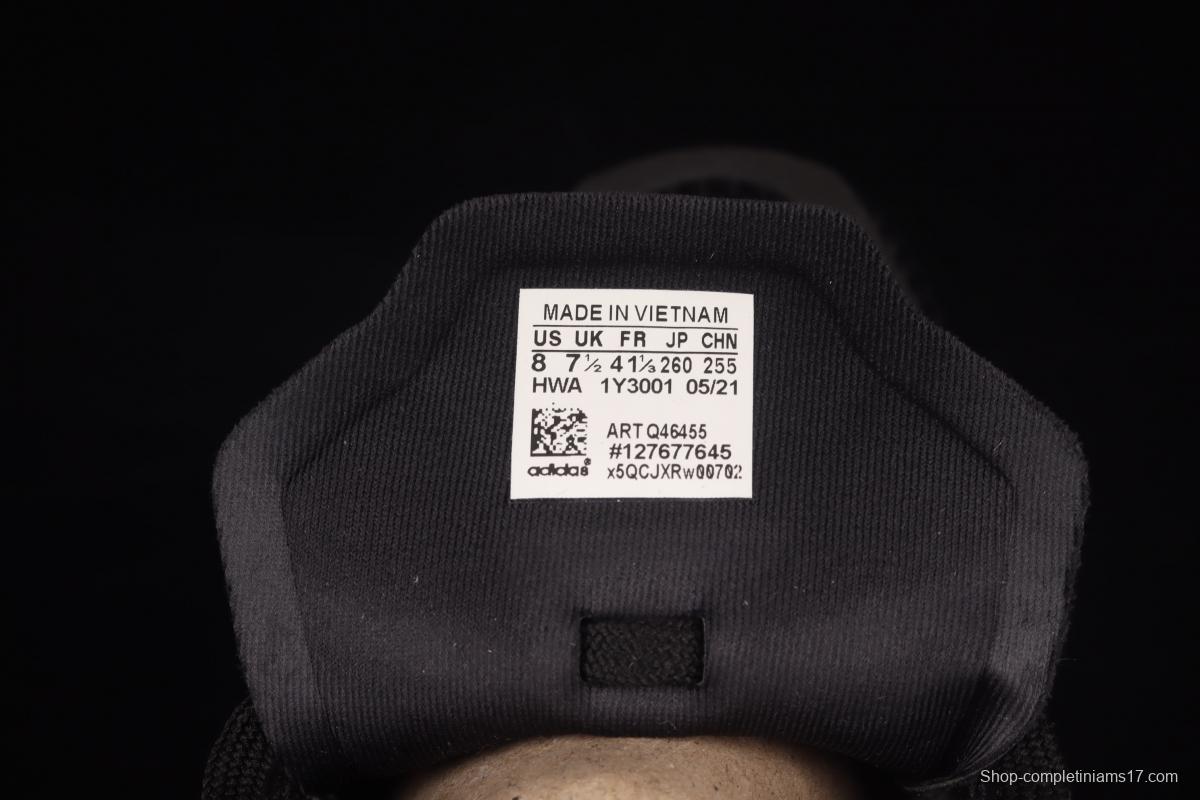 MADE IN VIETNAM
US UK FR JP CHN
8 7½ 41⅓ 260 255
HWA 1Y3001 05/21
ART Q46455
#127677645
adidas® x5QCJXRw00702
Shop-completiniams17.com